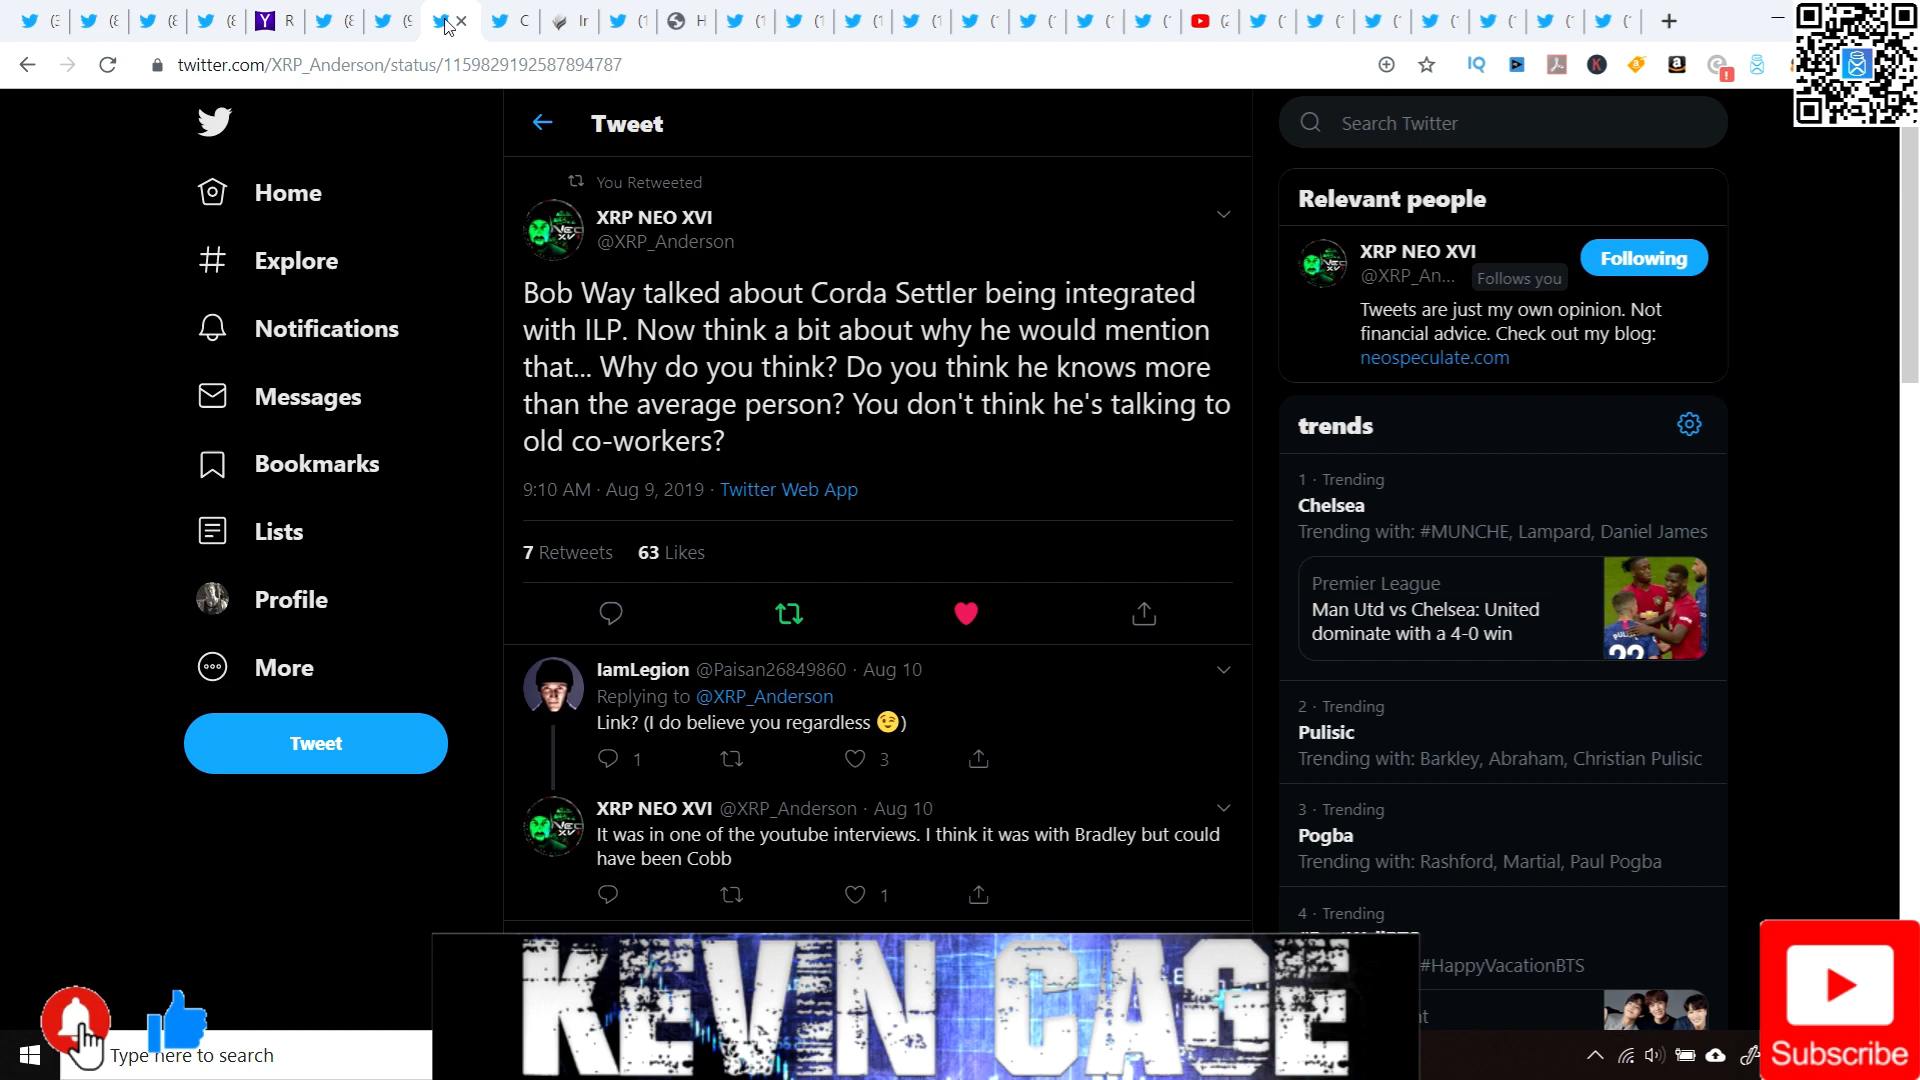 twitter.com/XRP_Anderson/status/1159829192587894787
Tweet
Search Twitter
Home
Explore
Notifications
Messages
Bookmarks
Lists
Profile
More
Tweet
You Retweeted
XRP NEO XVI
@XRP_Anderson
Bob Way talked about Corda Settler being integrated
with ILP. Now think a bit about why he would mention
that... Why do you think? Do you think he knows more
than the average person? You don't think he's talking to
old co-workers?
9:10 AM · Aug 9, 2019 · Twitter Web App
7 Retweets 63 Likes
IamLegion @Paisan26849860 · Aug 10
Replying to @XRP_Anderson
Link? (I do believe you regardless 😉)
1 3
XRP NEO XVI @XRP_Anderson · Aug 10
It was in one of the youtube interviews. I think it was with Bradley but could
have been Cobb
1
Relevant people
XRP NEO XVI
@XRP_An... Follows you
Following
Tweets are just my own opinion. Not
financial advice. Check out my blog:
neospeculate.com
trends
1 · Trending
Chelsea
Trending with: #MUNCHE, Lampard, Daniel James
Premier League
Man Utd vs Chelsea: United
dominate with a 4-0 win
2 · Trending
Pulisic
Trending with: Barkley, Abraham, Christian Pulisic
3 · Trending
Pogba
Trending with: Rashford, Martial, Paul Pogba
4 · Trending
#HappyVacationBTS
KEVIN CAGE
Type here to search
Subscribe